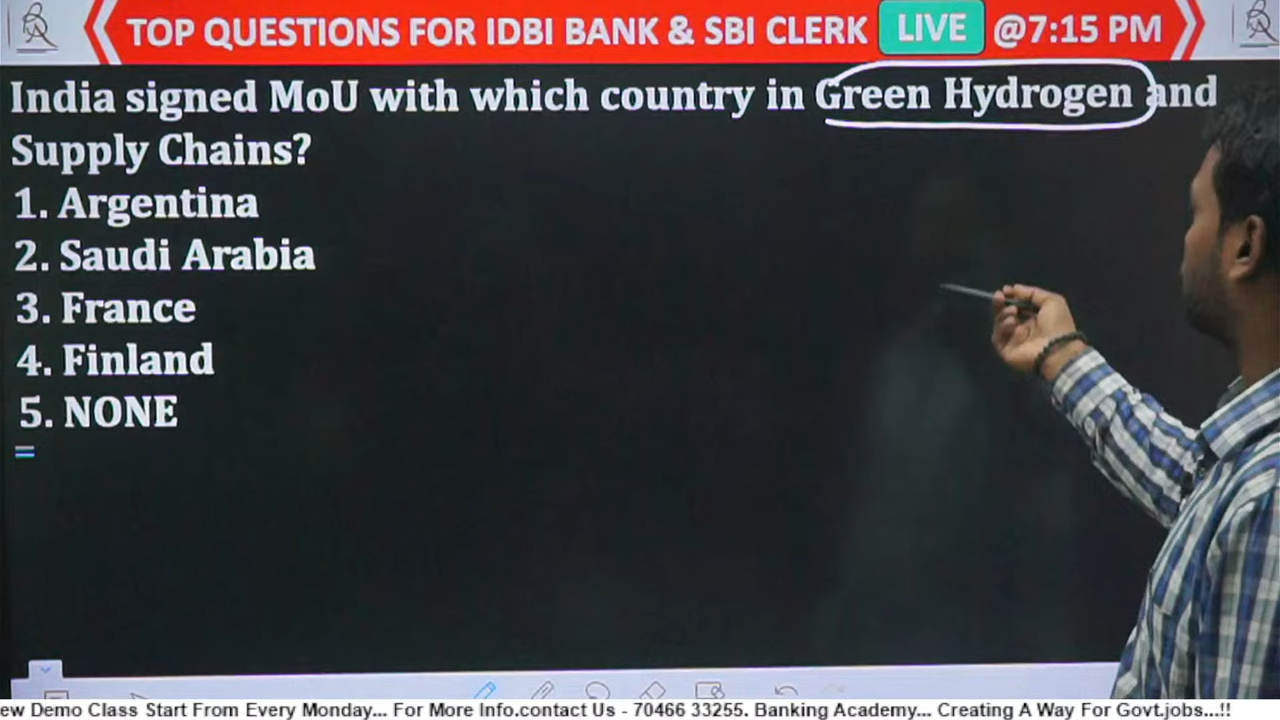 TOP QUESTIONS FOR IDBI BANK & SBI CLERK LIVE @7:15 PM
India signed MoU with which country in Green Hydrogen and
Supply Chains?
1. Argentina
2. Saudi Arabia
3. France
4. Finland
5. NONE
=
ew Demo Class Start From Every Monday... For More Info.contact Us - 70466 33255. Banking Academy... Creating A Way For Govt.jobs...!!